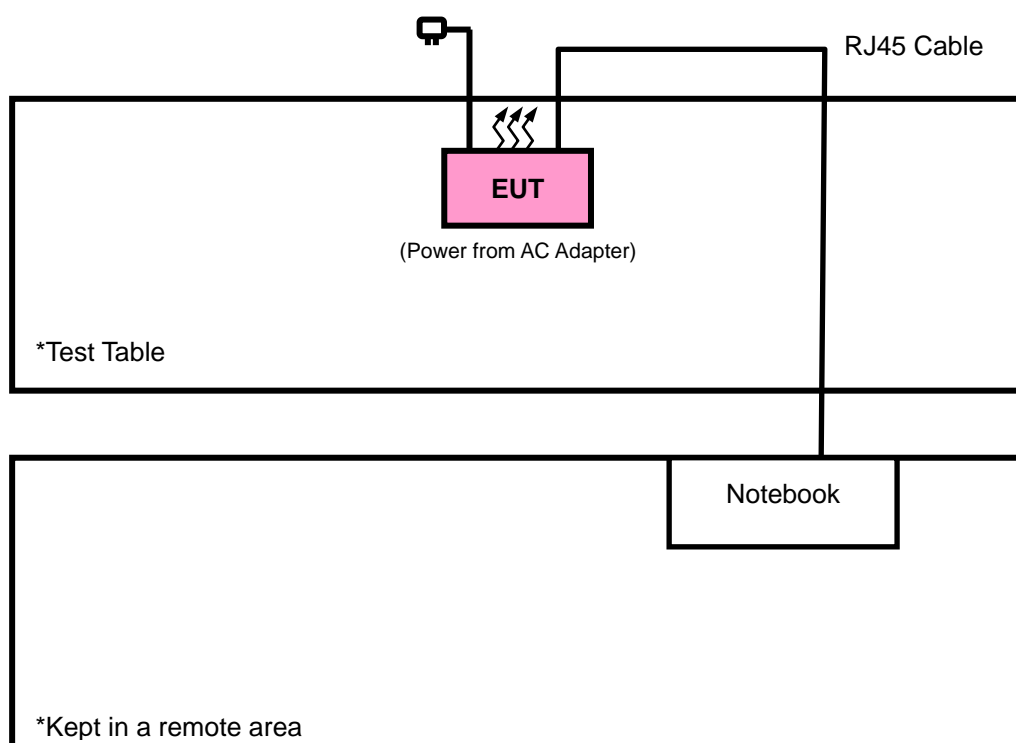 RJ45 Cable
EUT
(Power from AC Adapter)
*Test Table
Notebook
*Kept in a remote area